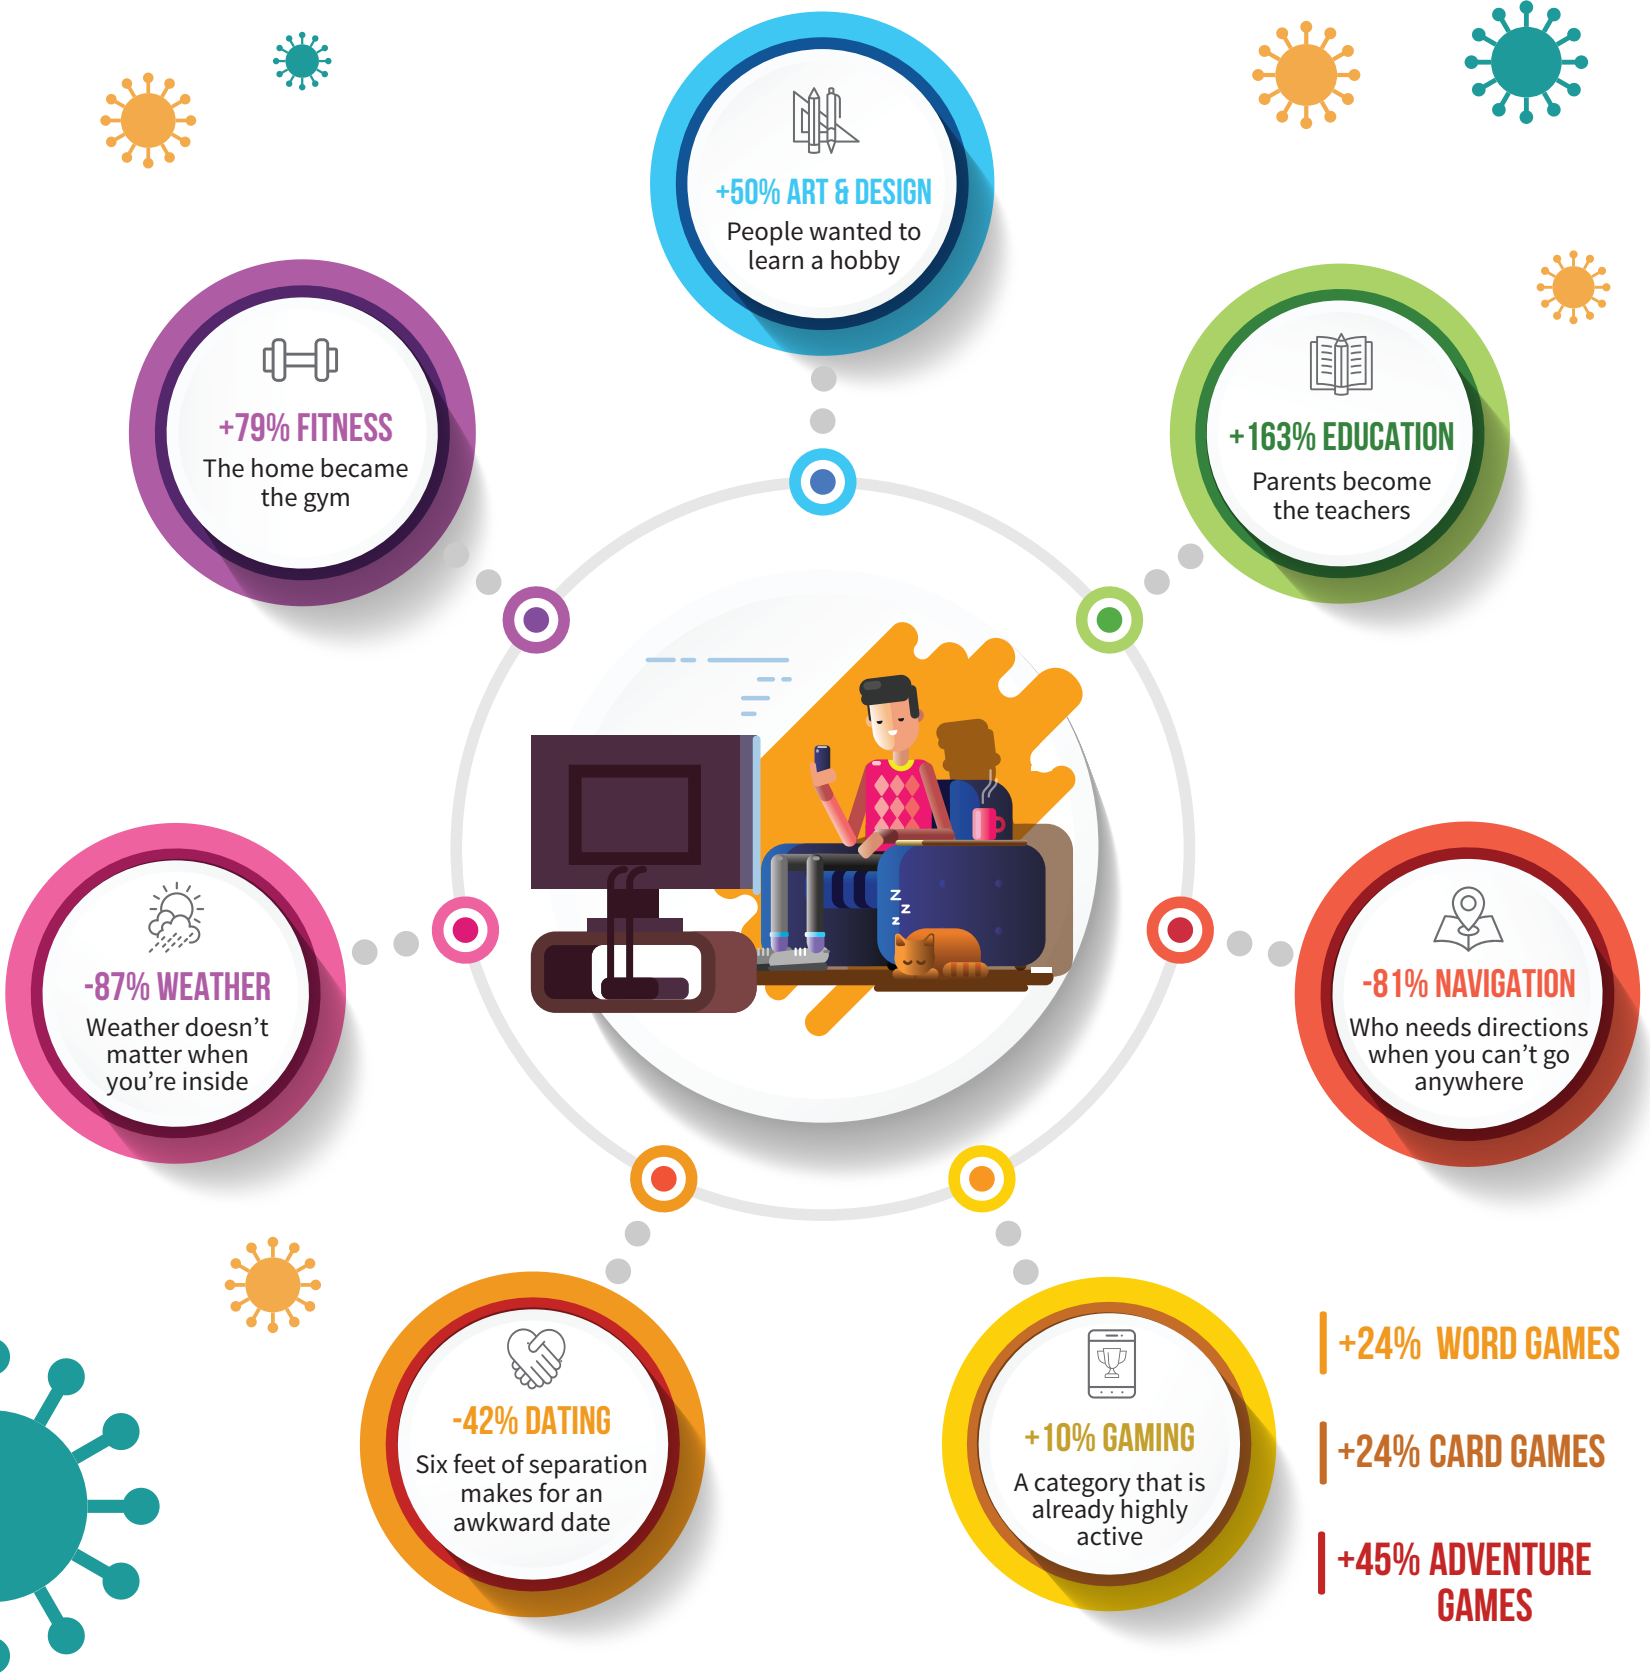 +50% ART & DESIGN
People wanted to
learn a hobby
+79% FITNESS
The home became
the gym
+163% EDUCATION
Parents become
the teachers
-87% WEATHER
Weather doesn't
matter when
you're inside
-81% NAVIGATION
Who needs directions
when you can't go
anywhere
Z
Z
Z
-42% DATING
Six feet of separation
makes for an
awkward date
+10% GAMING
A category that is
already highly
active
+24% WORD GAMES
+24% CARD GAMES
+45% ADVENTURE
GAMES